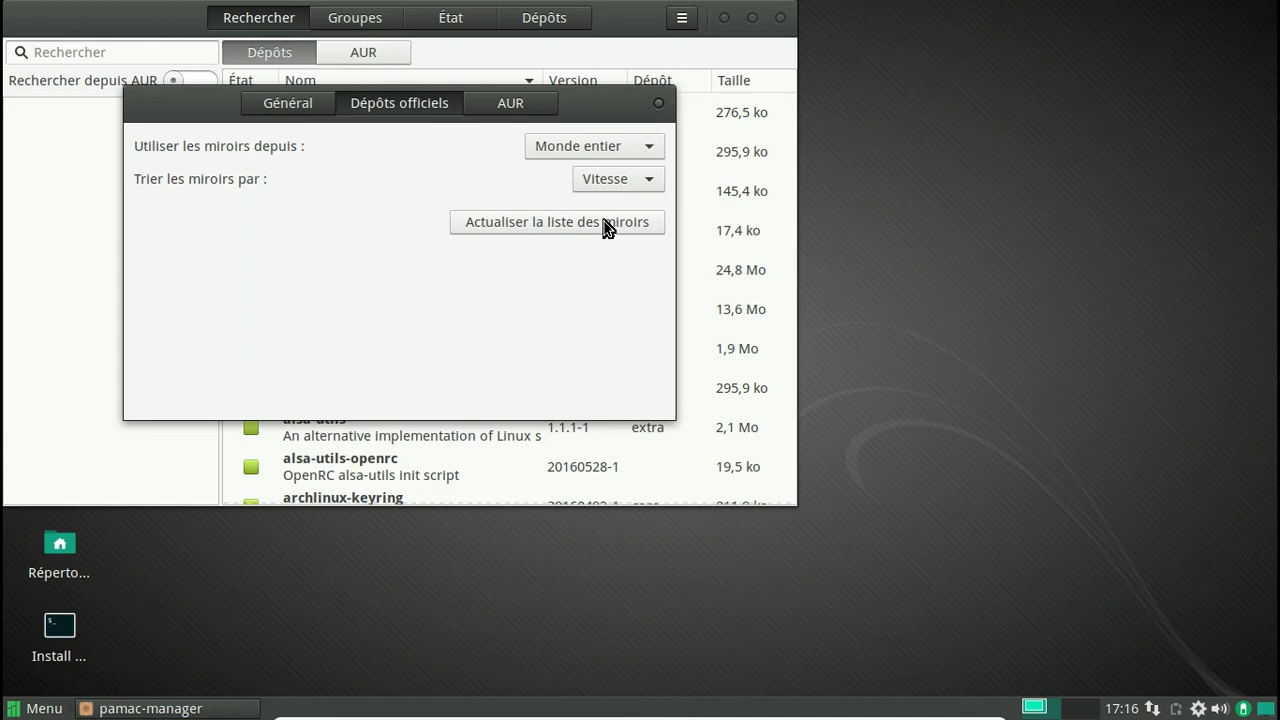 Rechercher Groupes État Dépôts
Rechercher Dépôts AUR
Rechercher depuis AUR État Nom Version Dépôt Taille
Général Dépôts officiels AUR
Utiliser les miroirs depuis : Monde entier
Trier les miroirs par : Vitesse
Actualiser la liste des miroirs
276,5 ko
295,9 ko
145,4 ko
17,4 ko
24,8 Mo
13,6 Mo
1,9 Mo
295,9 ko
alsa-utils
An alternative implementation of Linux s
1.1.1-1 extra 2,1 Mo
alsa-utils-openrc
OpenRC alsa-utils init script
20160528-1 19,5 ko
archlinux-keyring
Réperto...
Install ...
Menu pamac-manager 17:16